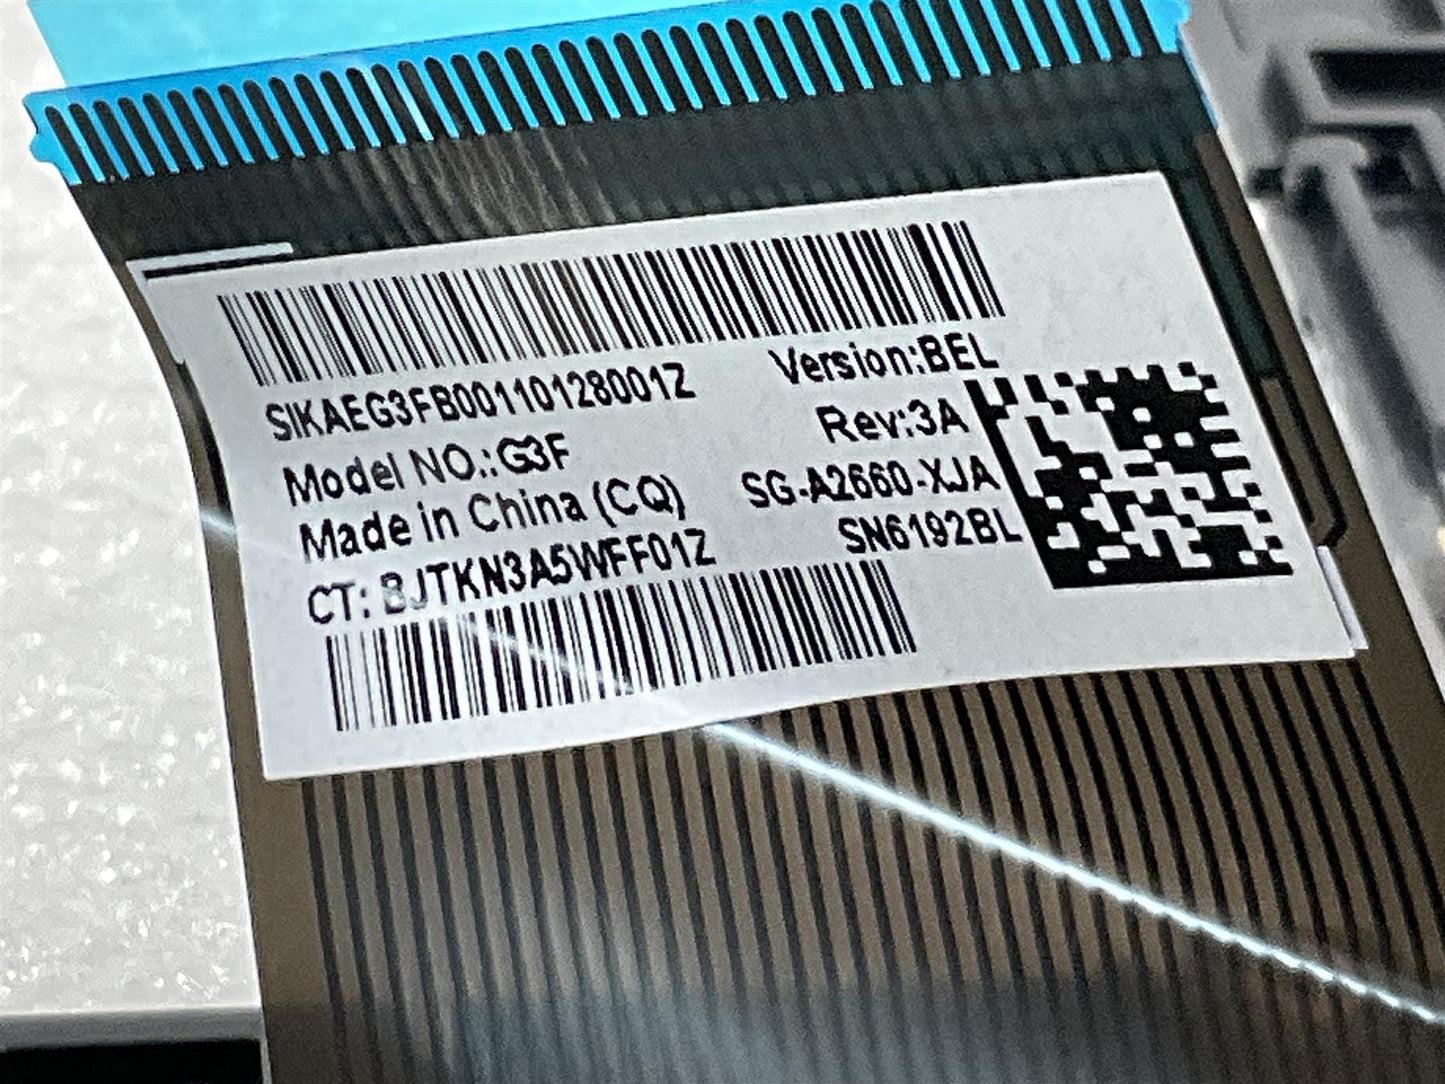 SIKAEG3FB00110128001Z
Version:BEL
Model NO.:G3F
Rev:3A
Made in China (CQ)
SG-A2660-XJA
CT: BJTKN3A5WFF01Z
SN6192BL